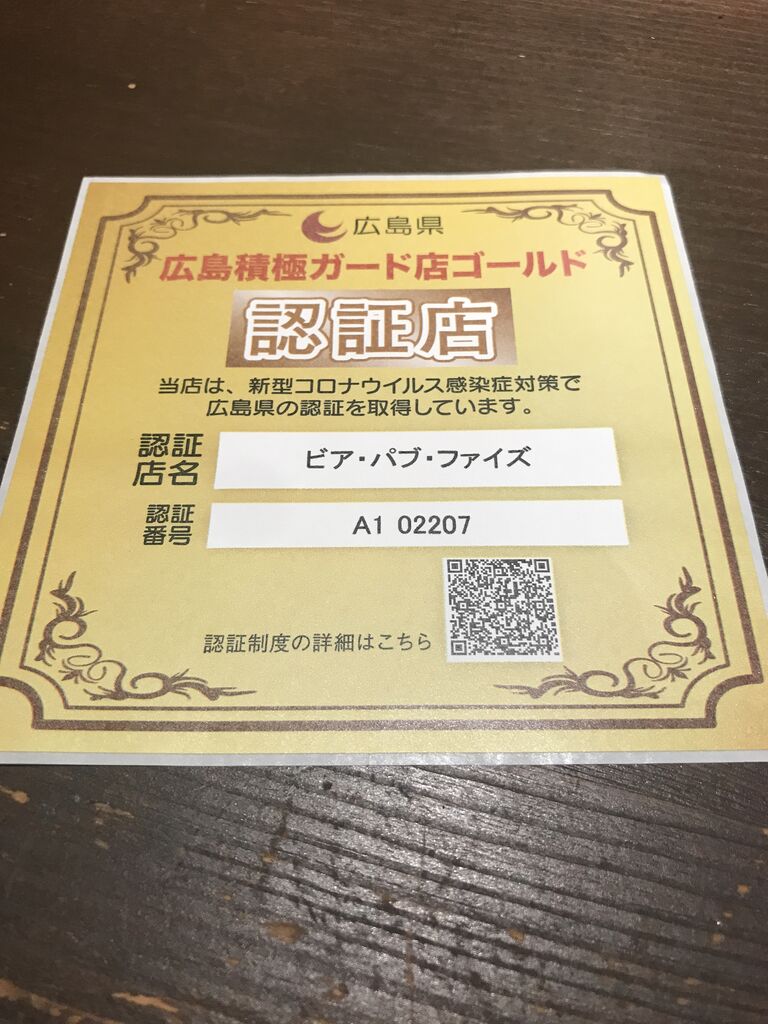 広島県
広島積極ガード店ゴールド
認証店
当店は、新型コロナウイルス感染症対策で
広島県の認証を取得しています。
認証
店名
ビア・パブ・ファイズ
認証
番号
A1 02207
認証制度の詳細はこちら